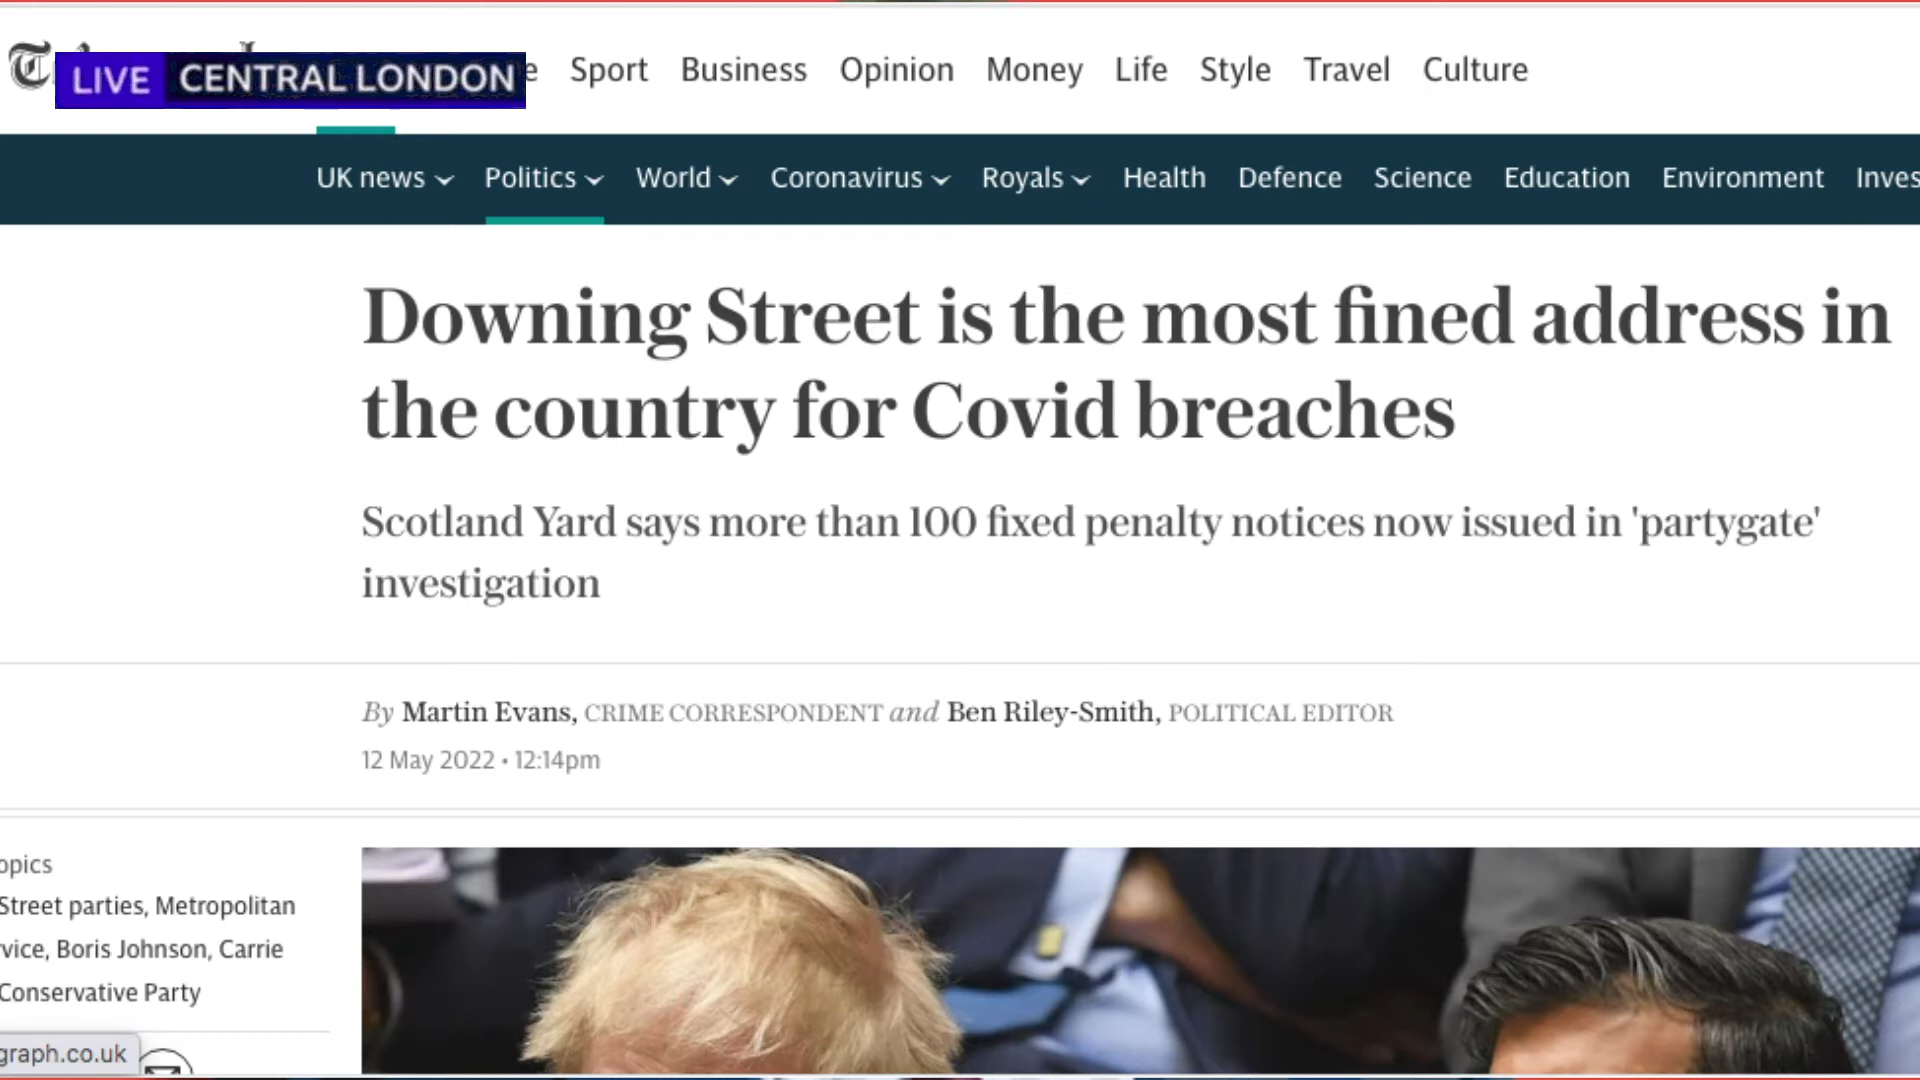 LIVE CENTRAL LONDON
Sport Business Opinion Money Life Style Travel Culture
UK news Politics World Coronavirus Royals Health Defence Science Education Environment Inves
Downing Street is the most fined address in
the country for Covid breaches
Scotland Yard says more than 100 fixed penalty notices now issued in 'partygate'
investigation
By Martin Evans, CRIME CORRESPONDENT and Ben Riley-Smith, POLITICAL EDITOR
12 May 2022 • 12:14pm
opics
Street parties, Metropolitan
rvice, Boris Johnson, Carrie
Conservative Party
graph.co.uk